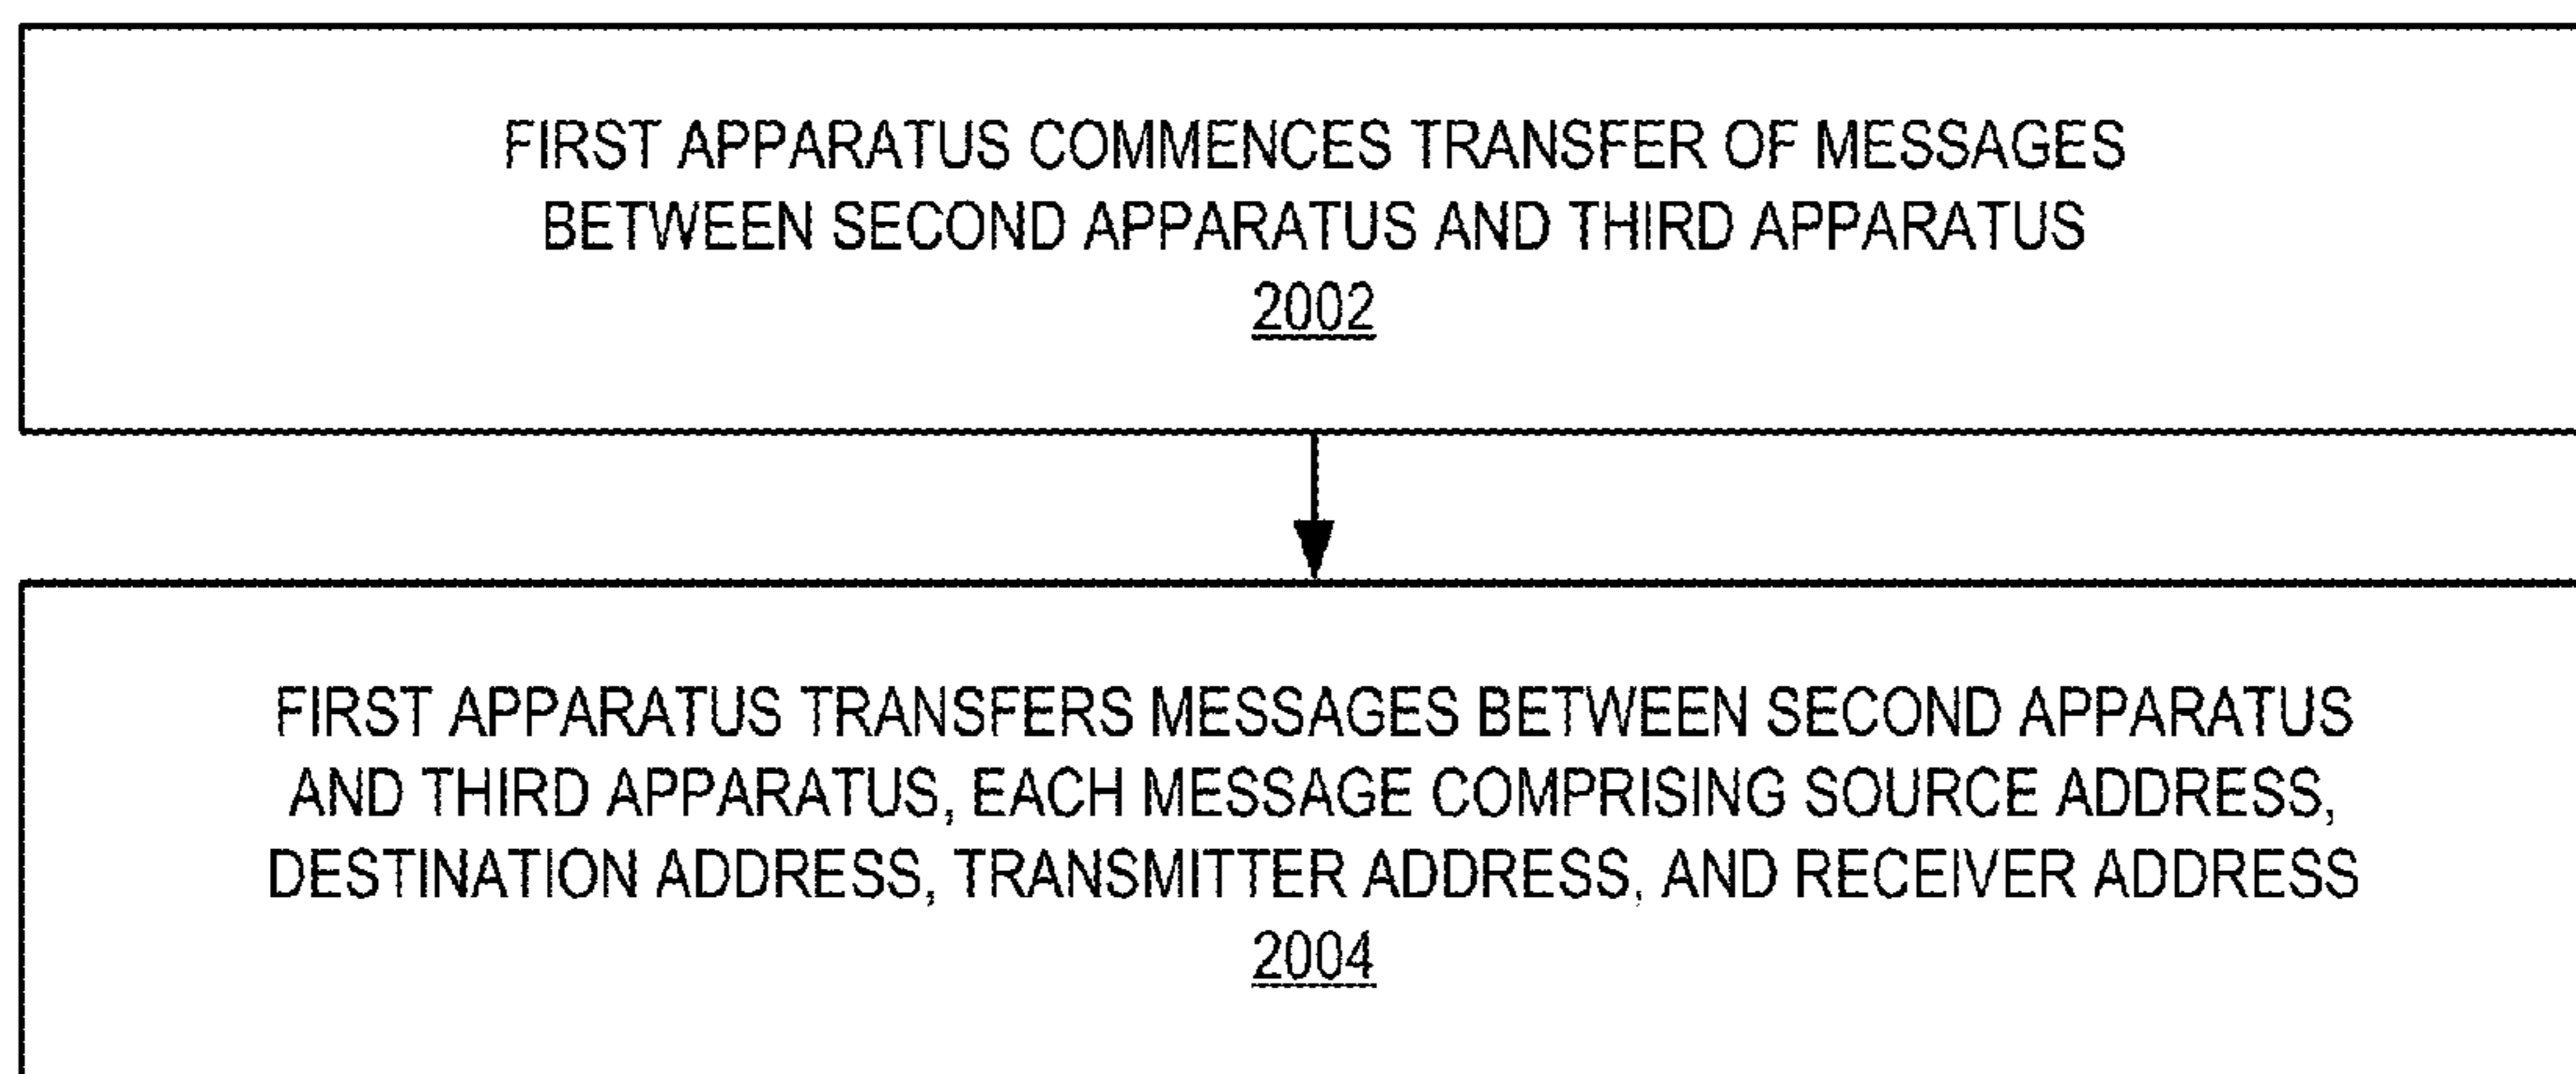 FIRST APPARATUS COMMENCES TRANSFER OF MESSAGES
BETWEEN SECOND APPARATUS AND THIRD APPARATUS
2002
FIRST APPARATUS TRANSFERS MESSAGES BETWEEN SECOND APPARATUS
AND THIRD APPARATUS, EACH MESSAGE COMPRISING SOURCE ADDRESS,
DESTINATION ADDRESS, TRANSMITTER ADDRESS, AND RECEIVER ADDRESS
2004